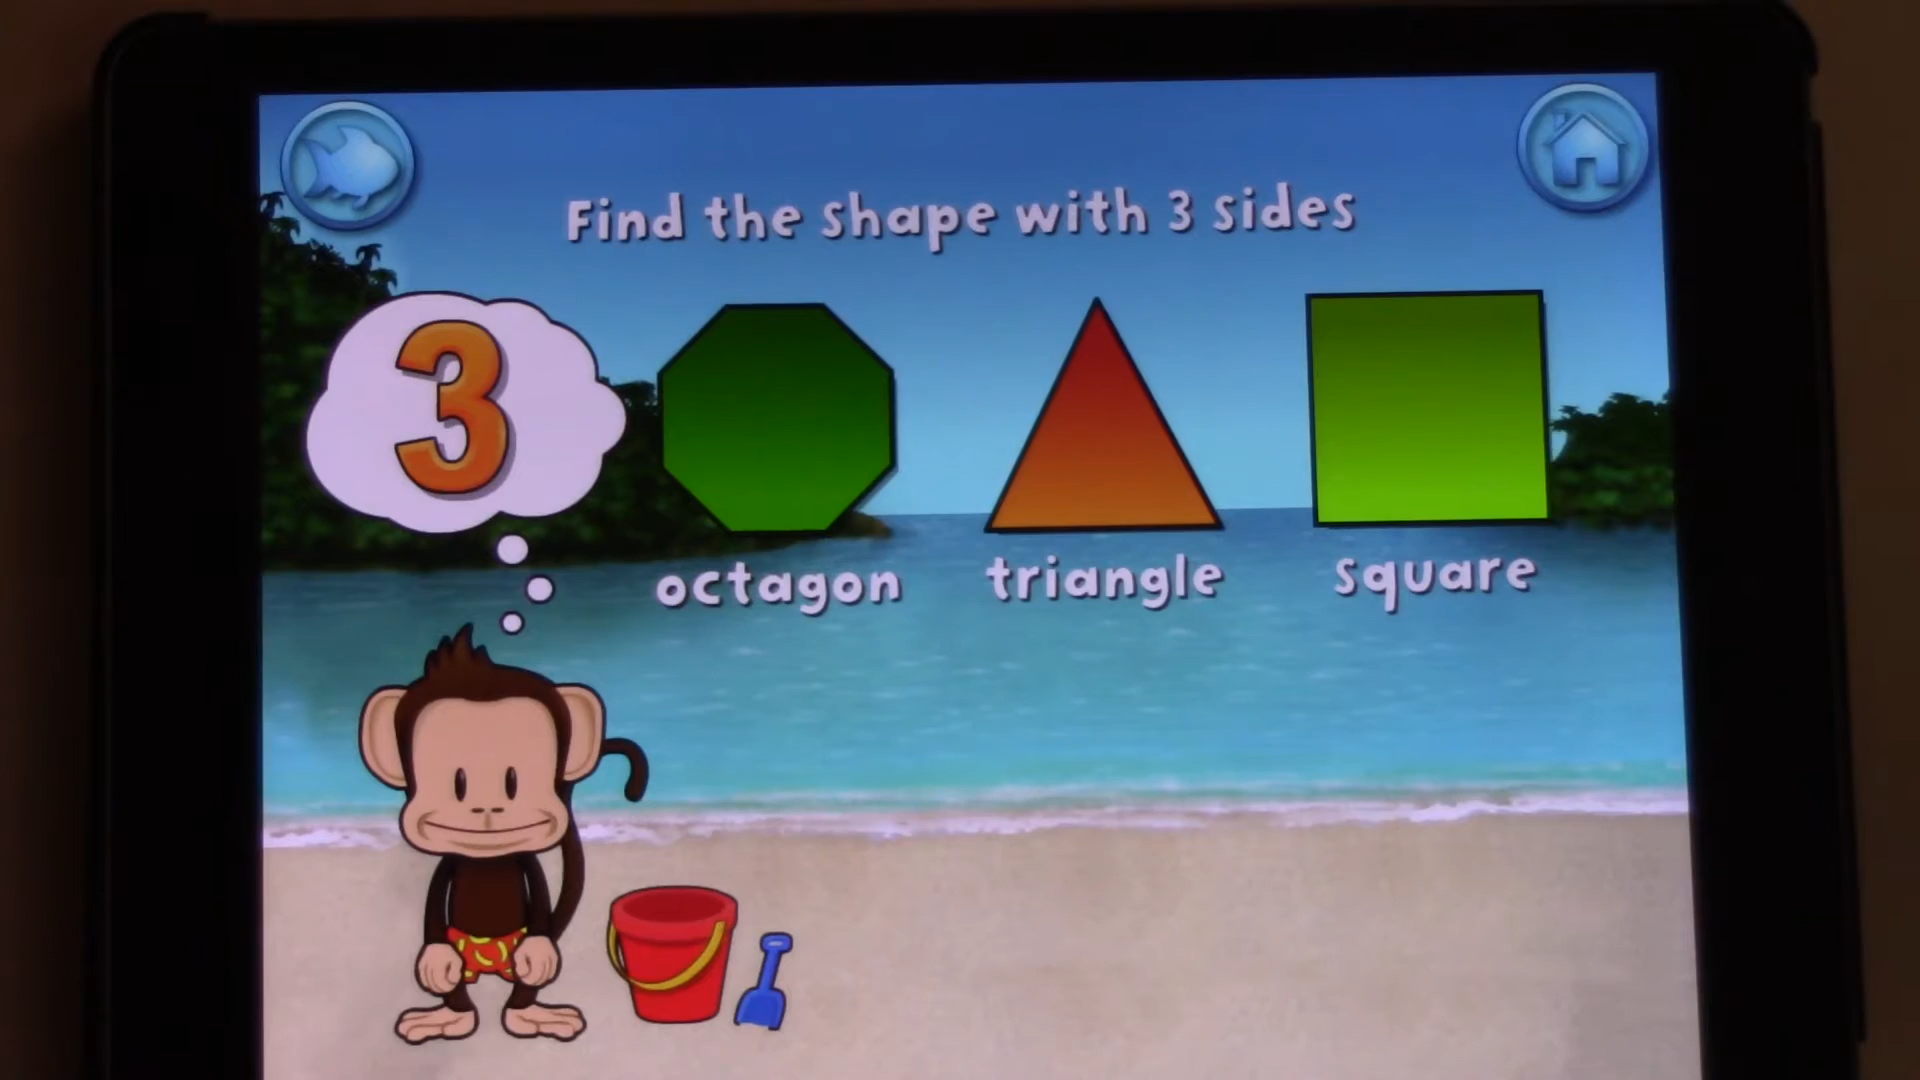 Find the shape with 3 sides
3
octagon
triangle
square